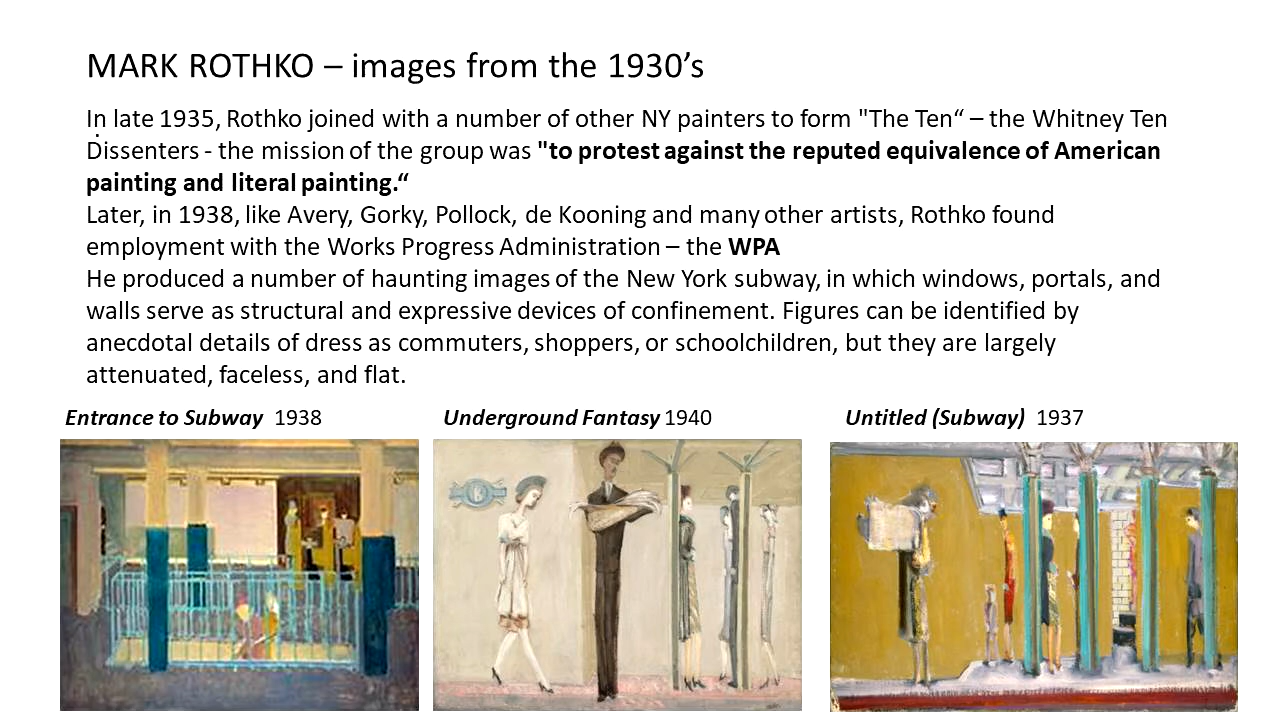 MARK ROTHKO – images from the 1930’s
In late 1935, Rothko joined with a number of other NY painters to form "The Ten“ – the Whitney Ten
Dissenters - the mission of the group was "to protest against the reputed equivalence of American
painting and literal painting.“
Later, in 1938, like Avery, Gorky, Pollock, de Kooning and many other artists, Rothko found
employment with the Works Progress Administration – the WPA
He produced a number of haunting images of the New York subway, in which windows, portals, and
walls serve as structural and expressive devices of confinement. Figures can be identified by
anecdotal details of dress as commuters, shoppers, or schoolchildren, but they are largely
attenuated, faceless, and flat.
Entrance to Subway 1938
Underground Fantasy 1940
Untitled (Subway) 1937